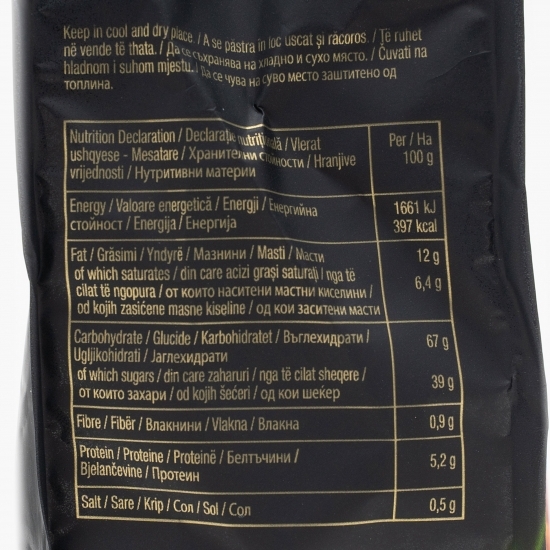 Keep in cool and dry place. / A se păstra în loc uscat și răcoros. / Të ruhet
në vende të thata. / Да се съхранява на хладно и сухо място. / Čuvati na
hladnom i suhom mjestu. / Да се чува на суво место заштитено од
топлина.
Nutrition Declaration / Declarație nutrițională / Vlerat
ushqyese - Mesatare / Хранителни стойности / Hranjive
vrijednosti / Нутритивни материи
Per / Ha
100 g
Energy / Valoare energetică / Energji / Енергийна
стойност / Energija / Енергија
1661 kJ
397 kcal
Fat / Grăsimi / Yndyrë / Мазнини / Masti / Масти
12 g
of which saturates / din care acizi grași saturați / nga të
cilat të ngopura / от които наситени мастни киселини /
od kojih zasićene masne kiseline / од кои заситени масти
6,4 g
Carbohydrate / Glucide / Karbohidratet / Въглехидрати /
Ugljikohidrati / Јаглехидрати
67 g
of which sugars / din care zaharuri / nga të cilat sheqere /
от които захари / od kojih šećeri / од кои шеќер
39 g
Fibre / Fibër / Влакнини / Vlakna / Влакна
0,9 g
Protein / Proteine / Proteinë / Белтъчини /
Bjelančevine / Протеин
5,2 g
Salt / Sare / Krip / Сол / Sol / Сол
0,5 g